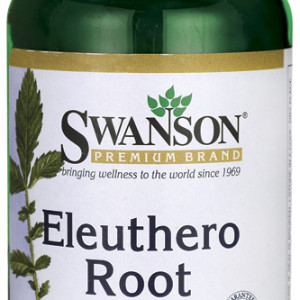 SWANSON®
PREMIUM BRAND
bringing wellness to the world since 1969
Eleuthero
Root